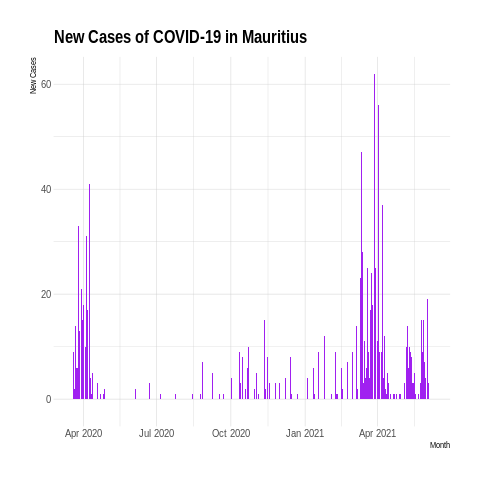 New Cases of COVID-19 in Mauritius
New Cases
60
40
20
0
Apr 2020 Jul 2020 Oct 2020 Jan 2021 Apr 2021
Month